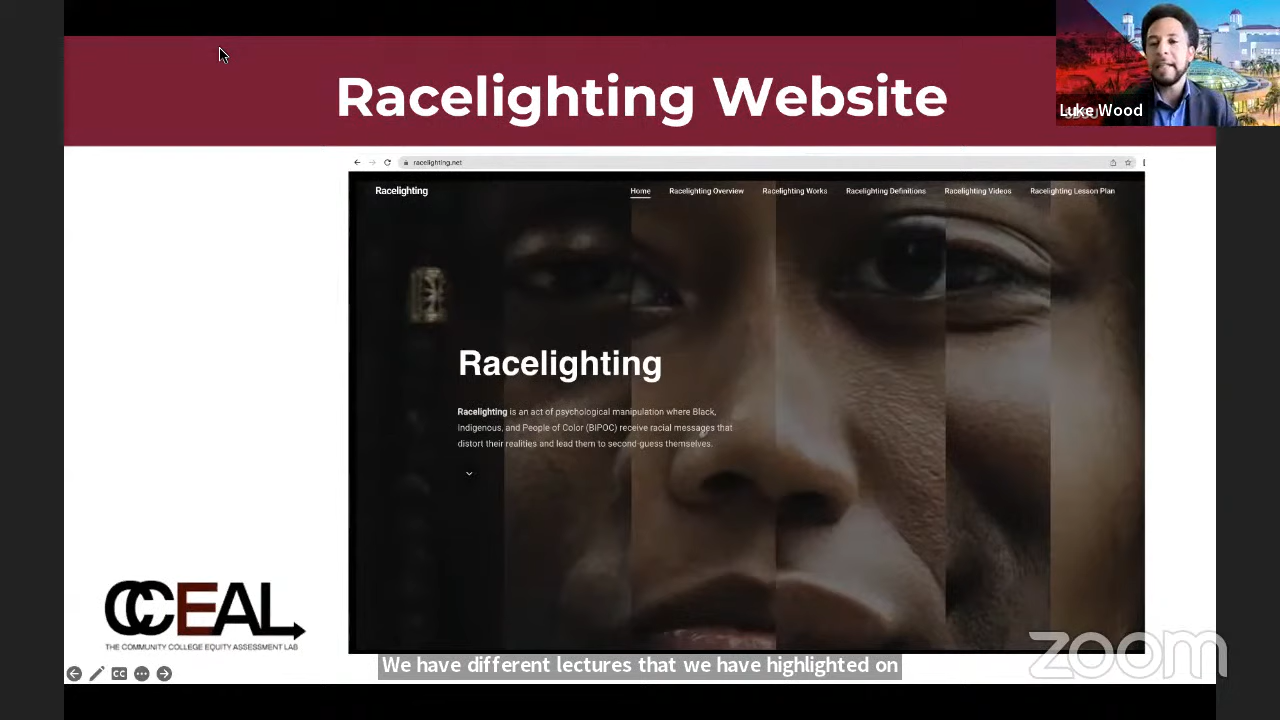 Racelighting Website
Luke Wood
racelighting.net
Racelighting
Home
Racelighting Overview
Racelighting Works
Racelighting Definitions
Racelighting Videos
Racelighting Lesson Plan
Racelighting
Racelighting is an act of psychological manipulation where Black,
Indigenous, and People of Color (BIPOC) receive racial messages that
distort their realities and lead them to second-guess themselves.
CCEAL
THE COMMUNITY COLLEGE EQUITY ASSESSMENT LAB
We have different lectures that we have highlighted on
CC
zoom